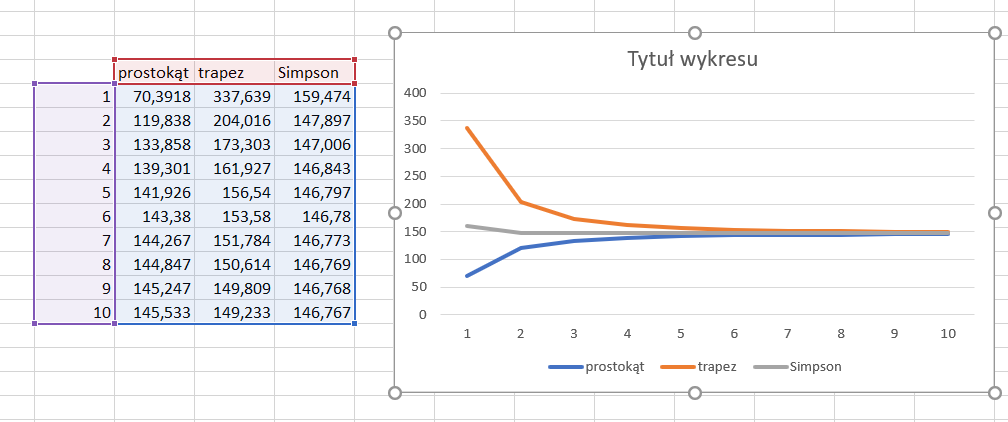 prostokąt trapez Simpson
1 70,3918 337,639 159,474
2 119,838 204,016 147,897
3 133,858 173,303 147,006
4 139,301 161,927 146,843
5 141,926 156,54 146,797
6 143,38 153,58 146,78
7 144,267 151,784 146,773
8 144,847 150,614 146,769
9 145,247 149,809 146,768
10 145,533 149,233 146,767
Tytuł wykresu
400
350
300
250
200
150
100
50
0
1 2 3 4 5 6 7 8 9 10
prostokąt trapez Simpson